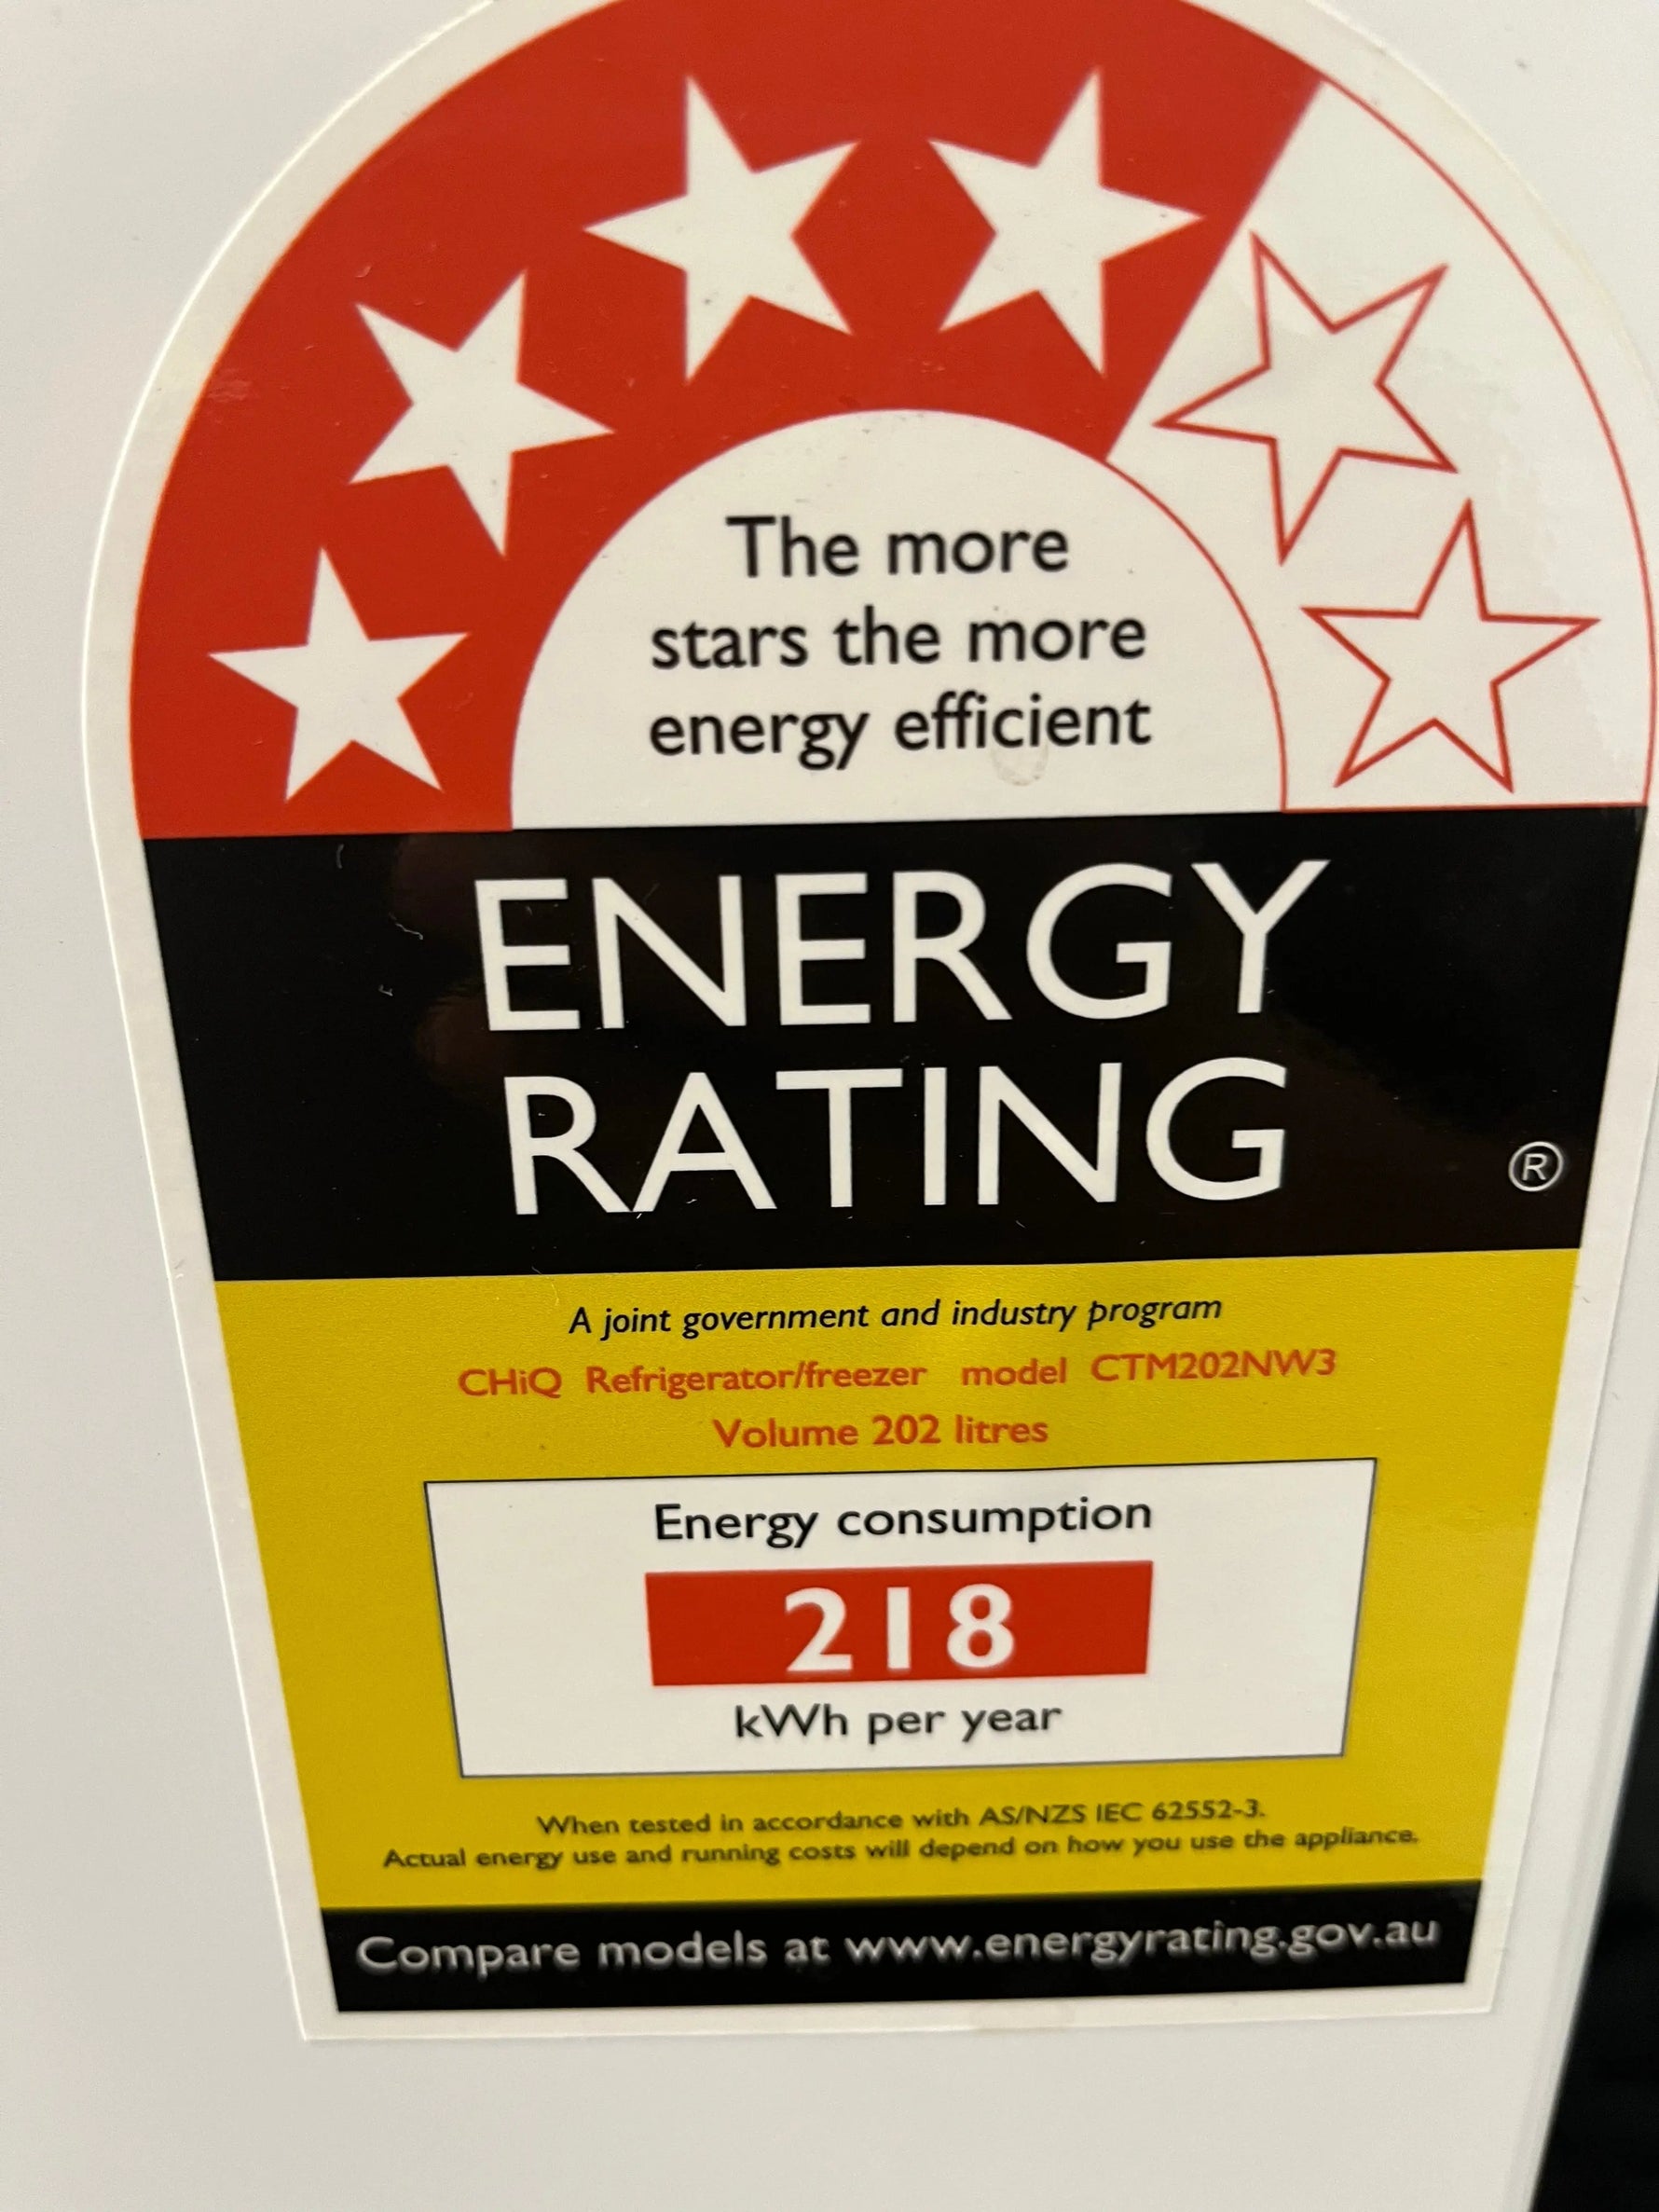 The more
stars the more
energy efficient
ENERGY
RATING
®
A joint government and industry program
CHiQ Refrigerator/freezer model CTM202NW3
Volume 202 litres
Energy consumption
218
kWh per year
When tested in accordance with AS/NZS IEC 62552-3.
Actual energy use and running costs will depend on how you use the appliance.
Compare models at www.energyrating.gov.au